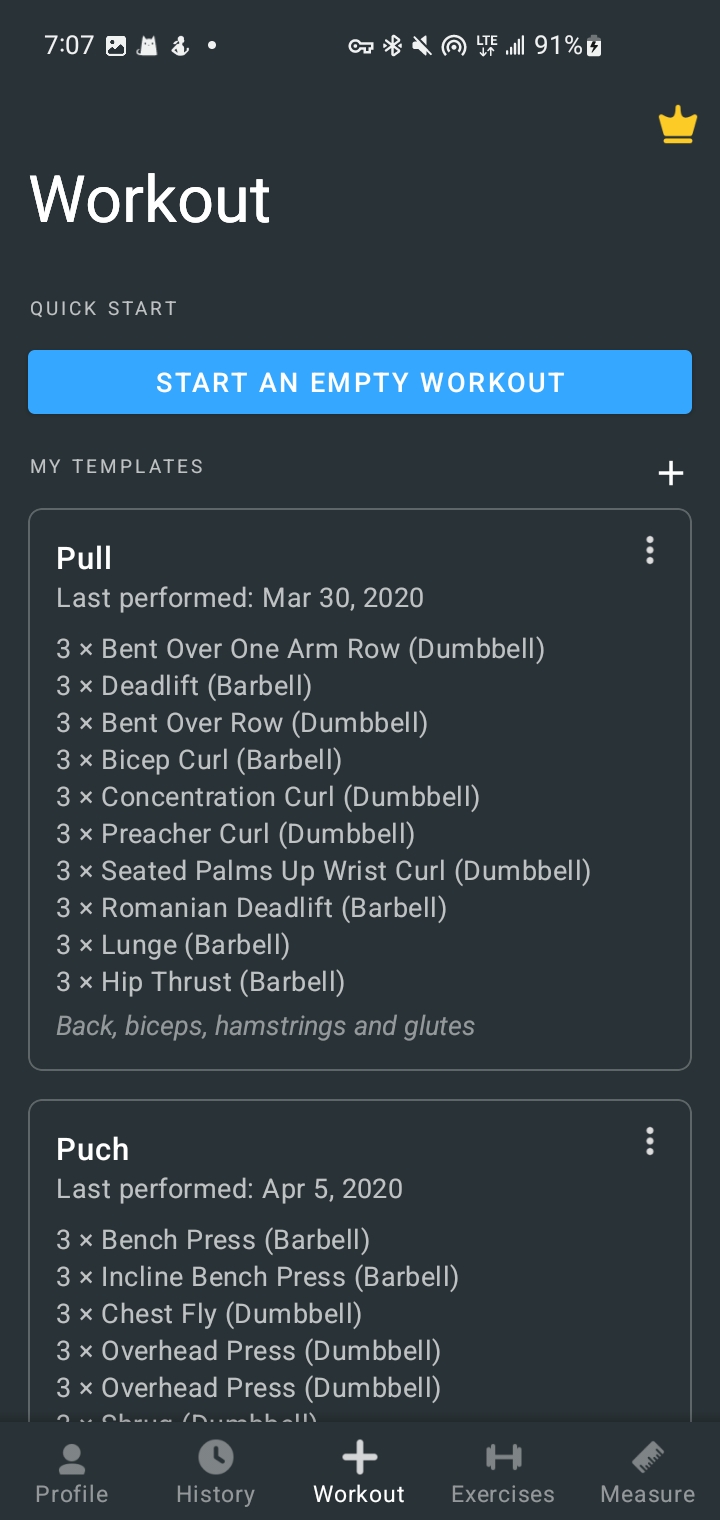 7:07
LTE
91%
Workout
QUICK START
START AN EMPTY WORKOUT
MY TEMPLATES
Pull
Last performed: Mar 30, 2020
3 × Bent Over One Arm Row (Dumbbell)
3 × Deadlift (Barbell)
3 × Bent Over Row (Dumbbell)
3 × Bicep Curl (Barbell)
3 × Concentration Curl (Dumbbell)
3 × Preacher Curl (Dumbbell)
3 × Seated Palms Up Wrist Curl (Dumbbell)
3 × Romanian Deadlift (Barbell)
3 × Lunge (Barbell)
3 × Hip Thrust (Barbell)
Back, biceps, hamstrings and glutes
Puch
Last performed: Apr 5, 2020
3 × Bench Press (Barbell)
3 × Incline Bench Press (Barbell)
3 × Chest Fly (Dumbbell)
3 × Overhead Press (Dumbbell)
3 × Overhead Press (Dumbbell)
3 × Shrug (Dumbbell)
Profile
History
Workout
Exercises
Measure